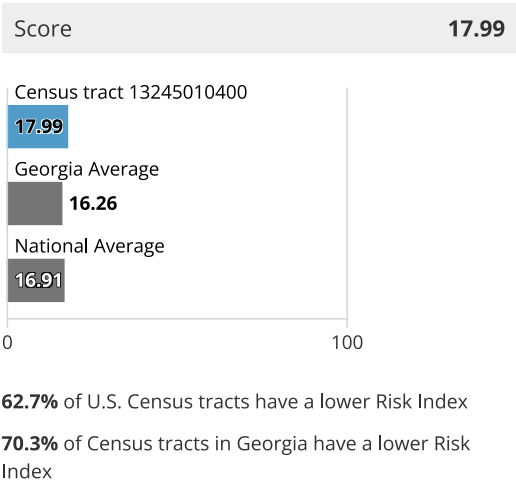 Score 17.99
Census tract 13245010400
17.99
Georgia Average
16.26
National Average
16.91
0 100
62.7% of U.S. Census tracts have a lower Risk Index
70.3% of Census tracts in Georgia have a lower Risk
Index